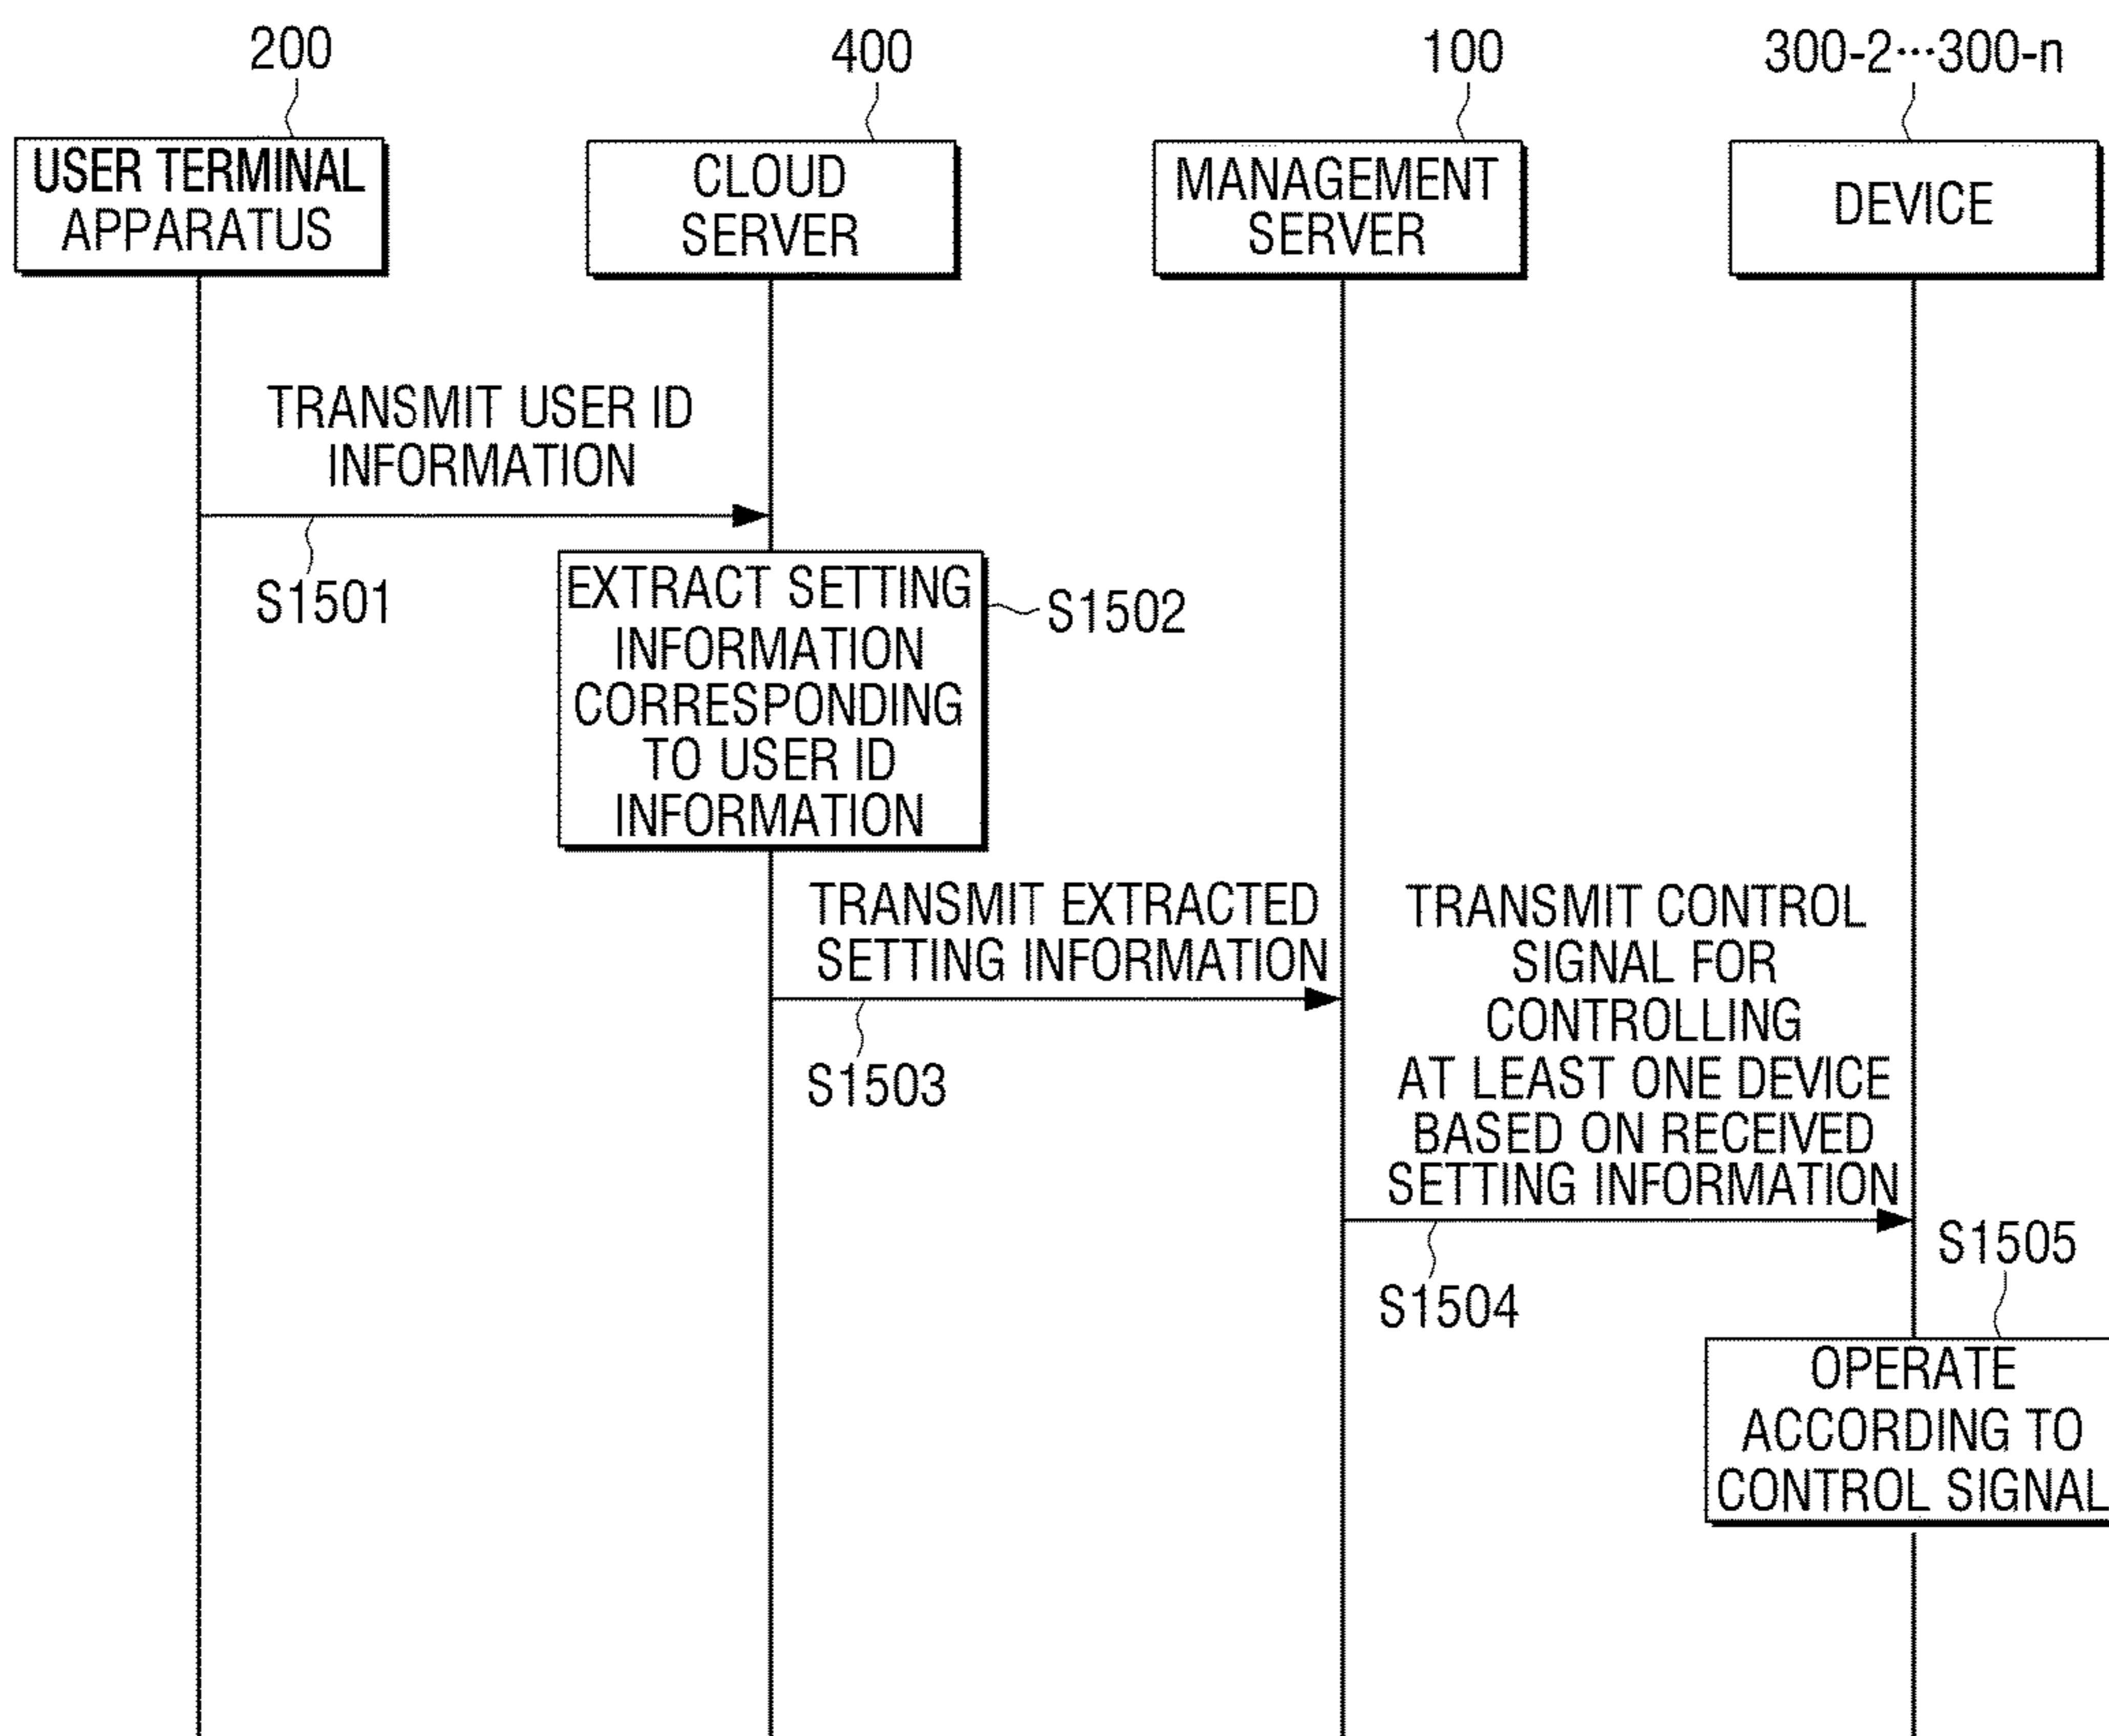 200
400
100
300-2···300-n
USER TERMINAL
APPARATUS
CLOUD
SERVER
MANAGEMENT
SERVER
DEVICE
TRANSMIT USER ID
INFORMATION
S1501
EXTRACT SETTING
INFORMATION
CORRESPONDING
TO USER ID
INFORMATION
S1502
TRANSMIT EXTRACTED
SETTING INFORMATION
S1503
TRANSMIT CONTROL
SIGNAL FOR
CONTROLLING
AT LEAST ONE DEVICE
BASED ON RECEIVED
SETTING INFORMATION
S1504
S1505
OPERATE
ACCORDING TO
CONTROL SIGNAL